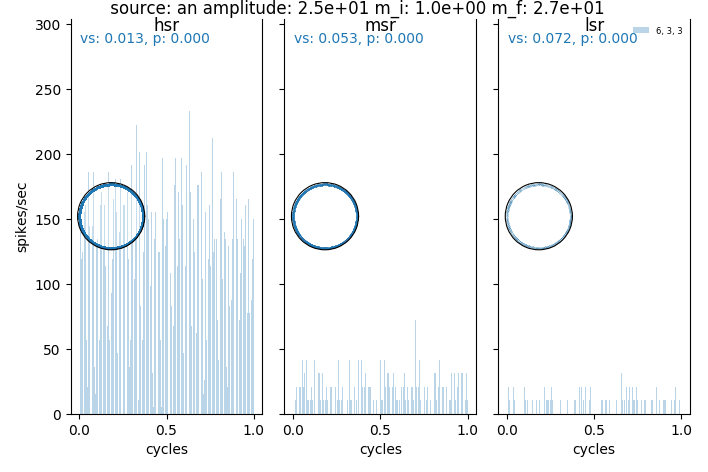 source: an amplitude: 2.5e+01 m_i: 1.0e+00 m_f: 2.7e+01
hsr
msr
lsr
vs: 0.013, p: 0.000
vs: 0.053, p: 0.000
vs: 0.072, p: 0.000
6, 3, 3
300
250
200
150
100
50
0
spikes/sec
0.0 0.5 1.0
0.0 0.5 1.0
0.0 0.5 1.0
cycles
cycles
cycles